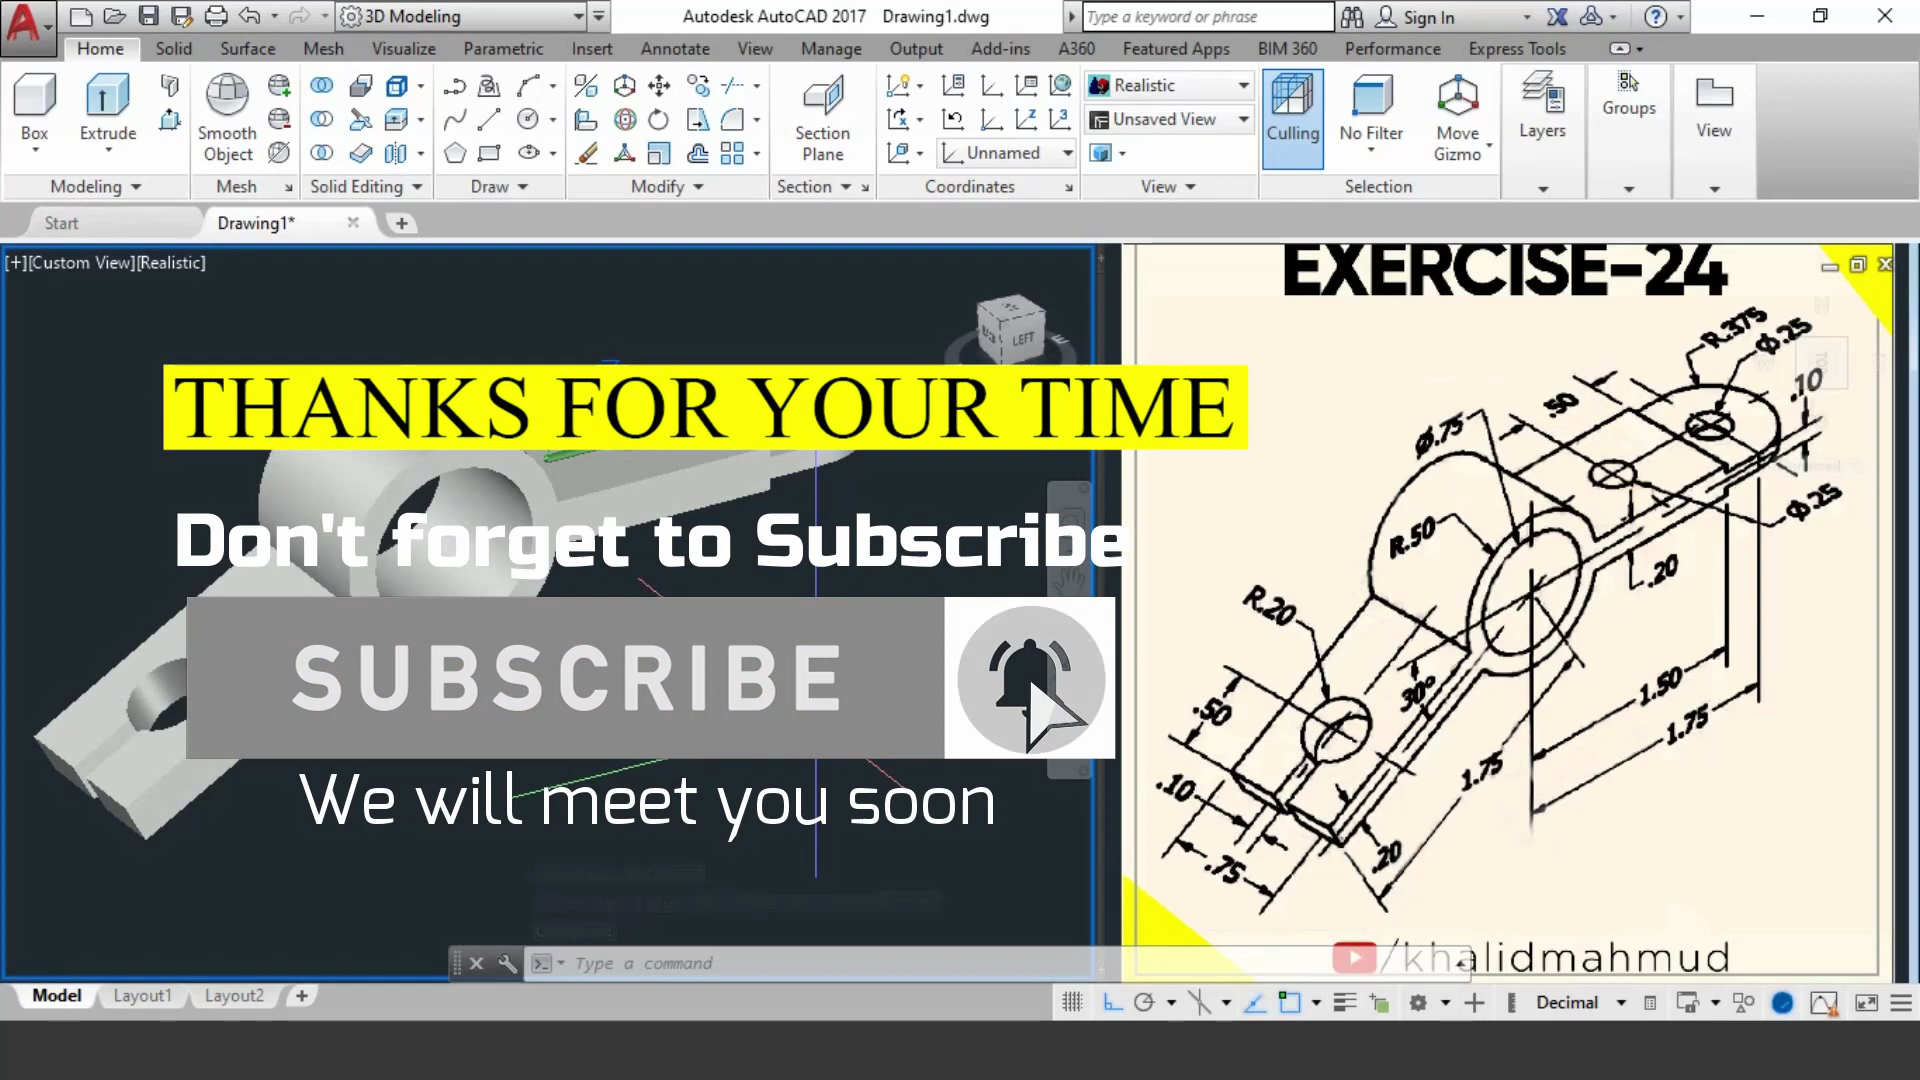 3D Modeling
Autodesk AutoCAD 2017 Drawing1.dwg
Type a keyword or phrase
Sign In
Home Solid Surface Mesh Visualize Parametric Insert Annotate View Manage Output Add-ins A360 Featured Apps BIM 360 Performance Express Tools
Box
Extrude
Smooth Object
Section Plane
Unnamed
Realistic
Unsaved View
Culling
No Filter
Move Gizmo
Layers
Groups
View
Modeling Mesh Solid Editing Draw Modify Section Coordinates View Selection
Start Drawing1*
[+][Custom View][Realistic]
LEFT
E
EXERCISE-24
R.375
Φ.25
.10
.50
Φ.75
Φ.25
R.50
.20
R.20
30°
.50
1.50
1.75
1.75
.10
.20
.75
THANKS FOR YOUR TIME
Don't forget to Subscribe
SUBSCRIBE
We will meet you soon
/khalidmahmud
Type a command
Model Layout1 Layout2
Decimal